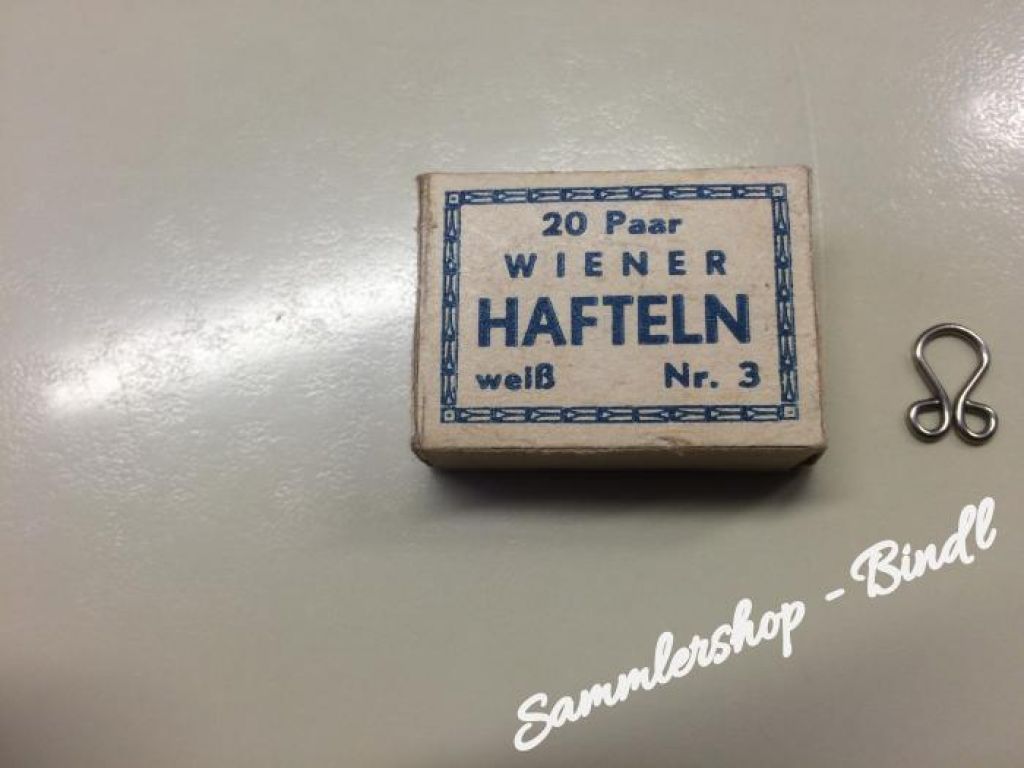 20 Paar
WIENER
HAFTELN
weiß Nr. 3
Sammlershop - Bindl